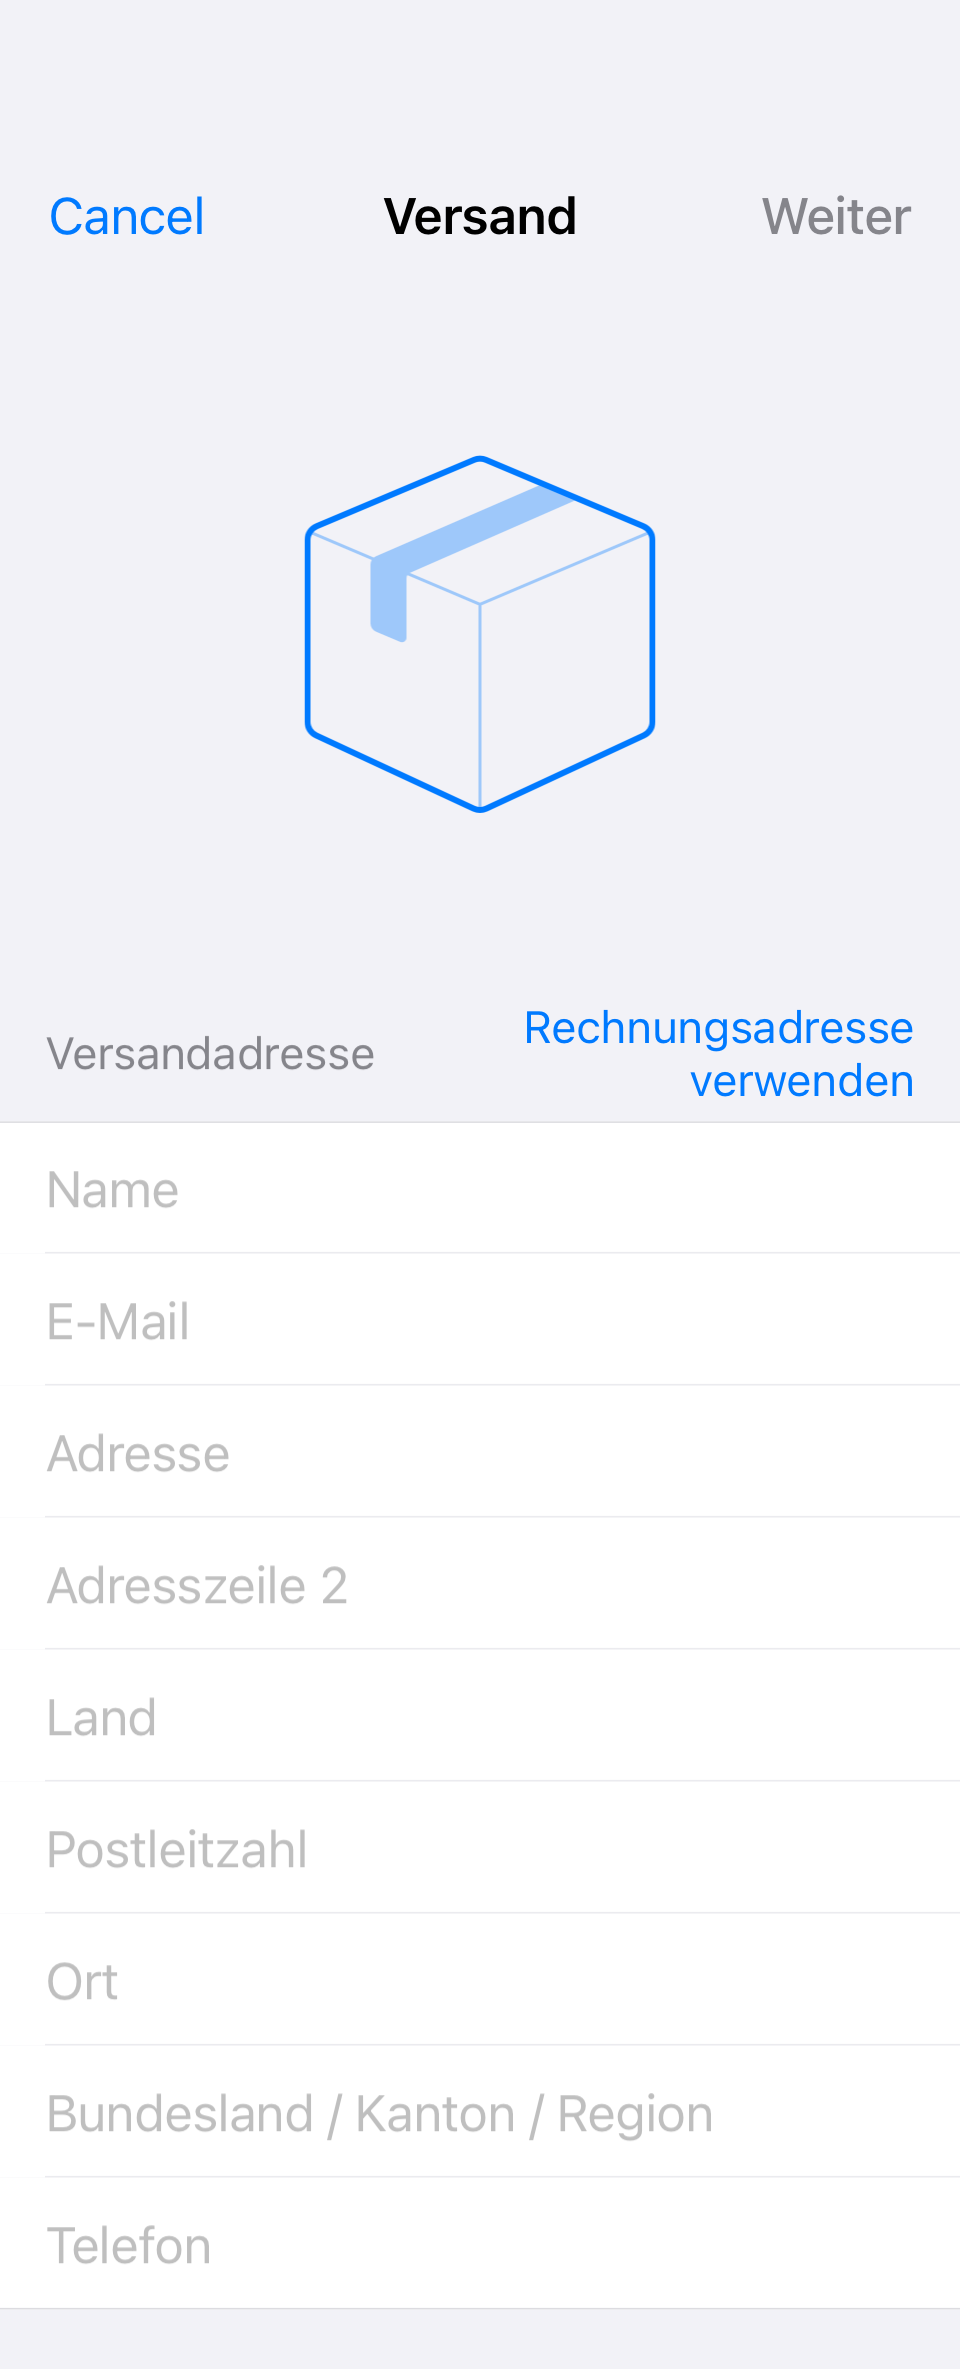 Cancel
Versand
Weiter
Versandadresse
Rechnungsadresse
verwenden
Name
E-Mail
Adresse
Adresszeile 2
Land
Postleitzahl
Ort
Bundesland / Kanton / Region
Telefon